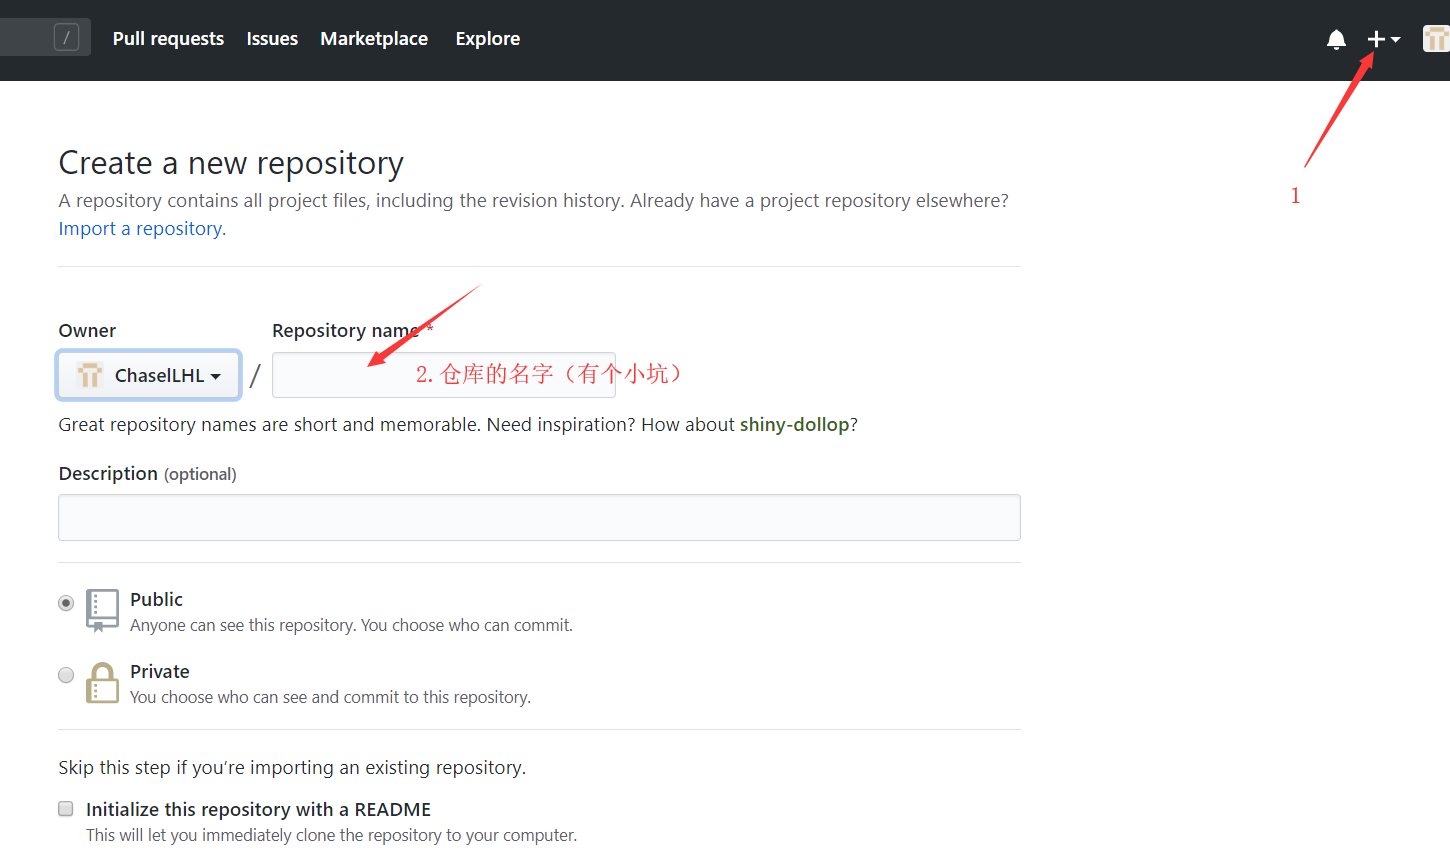 / Pull requests Issues Marketplace Explore
1
Create a new repository
A repository contains all project files, including the revision history. Already have a project repository elsewhere?
Import a repository.
Owner Repository name *
ChaselLHL / 2. 仓库的名字（有个小坑）
Great repository names are short and memorable. Need inspiration? How about shiny-dollop?
Description (optional)
Public
Anyone can see this repository. You choose who can commit.
Private
You choose who can see and commit to this repository.
Skip this step if you’re importing an existing repository.
Initialize this repository with a README
This will let you immediately clone the repository to your computer.